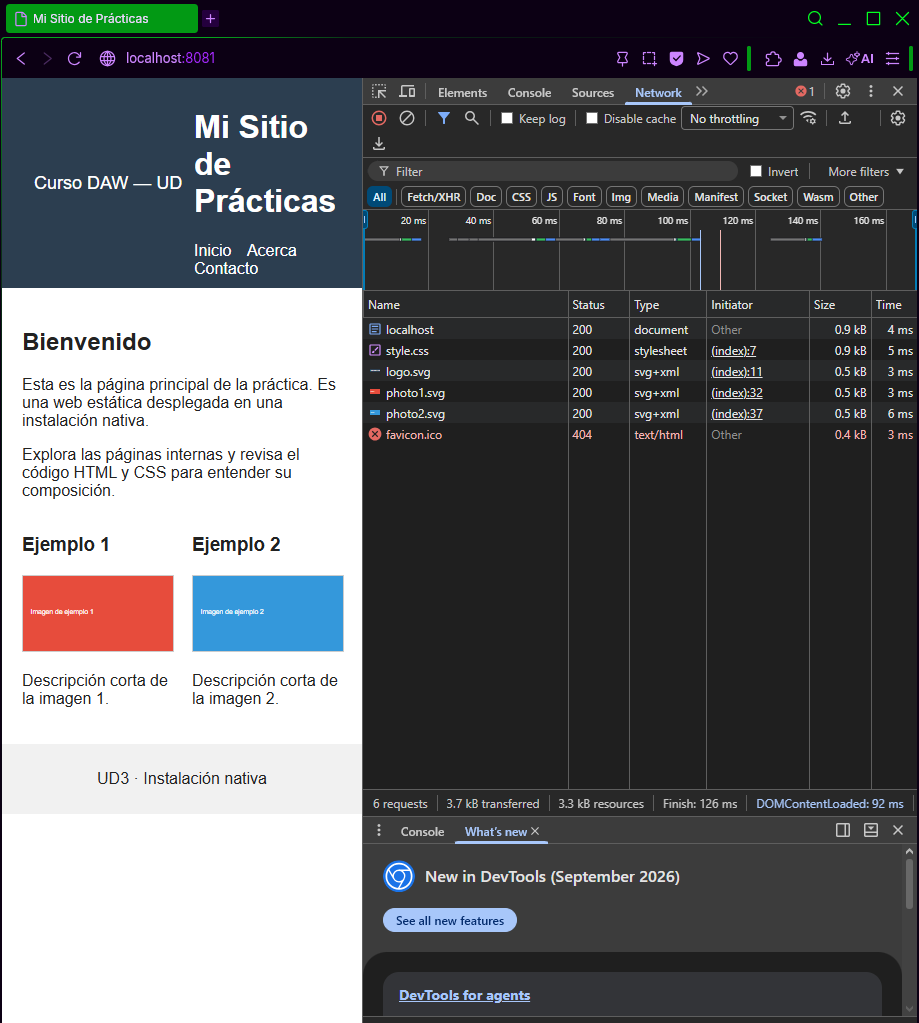 Mi Sitio de Prácticas
localhost:8081
AI
Curso DAW — UD
Mi Sitio
de
Prácticas
Inicio Acerca
Contacto
Bienvenido
Esta es la página principal de la práctica. Es
una web estática desplegada en una
instalación nativa.
Explora las páginas internas y revisa el
código HTML y CSS para entender su
composición.
Ejemplo 1
Ejemplo 2
Imagen de ejemplo 1
Imagen de ejemplo 2
Descripción corta de
la imagen 1.
Descripción corta de
la imagen 2.
UD3 · Instalación nativa
Elements Console Sources Network 1
Keep log Disable cache No throttling
Filter Invert More filters
All Fetch/XHR Doc CSS JS Font Img Media Manifest Socket Wasm Other
20 ms 40 ms 60 ms 80 ms 100 ms 120 ms 140 ms 160 ms
Name Status Type Initiator Size Time
localhost 200 document Other 0.9 kB 4 ms
style.css 200 stylesheet (index):7 0.9 kB 5 ms
logo.svg 200 svg+xml (index):11 0.5 kB 3 ms
photo1.svg 200 svg+xml (index):32 0.5 kB 3 ms
photo2.svg 200 svg+xml (index):37 0.5 kB 6 ms
favicon.ico 404 text/html Other 0.4 kB 3 ms
6 requests 3.7 kB transferred 3.3 kB resources Finish: 126 ms DOMContentLoaded: 92 ms
Console What's new
New in DevTools (September 2026)
See all new features
DevTools for agents